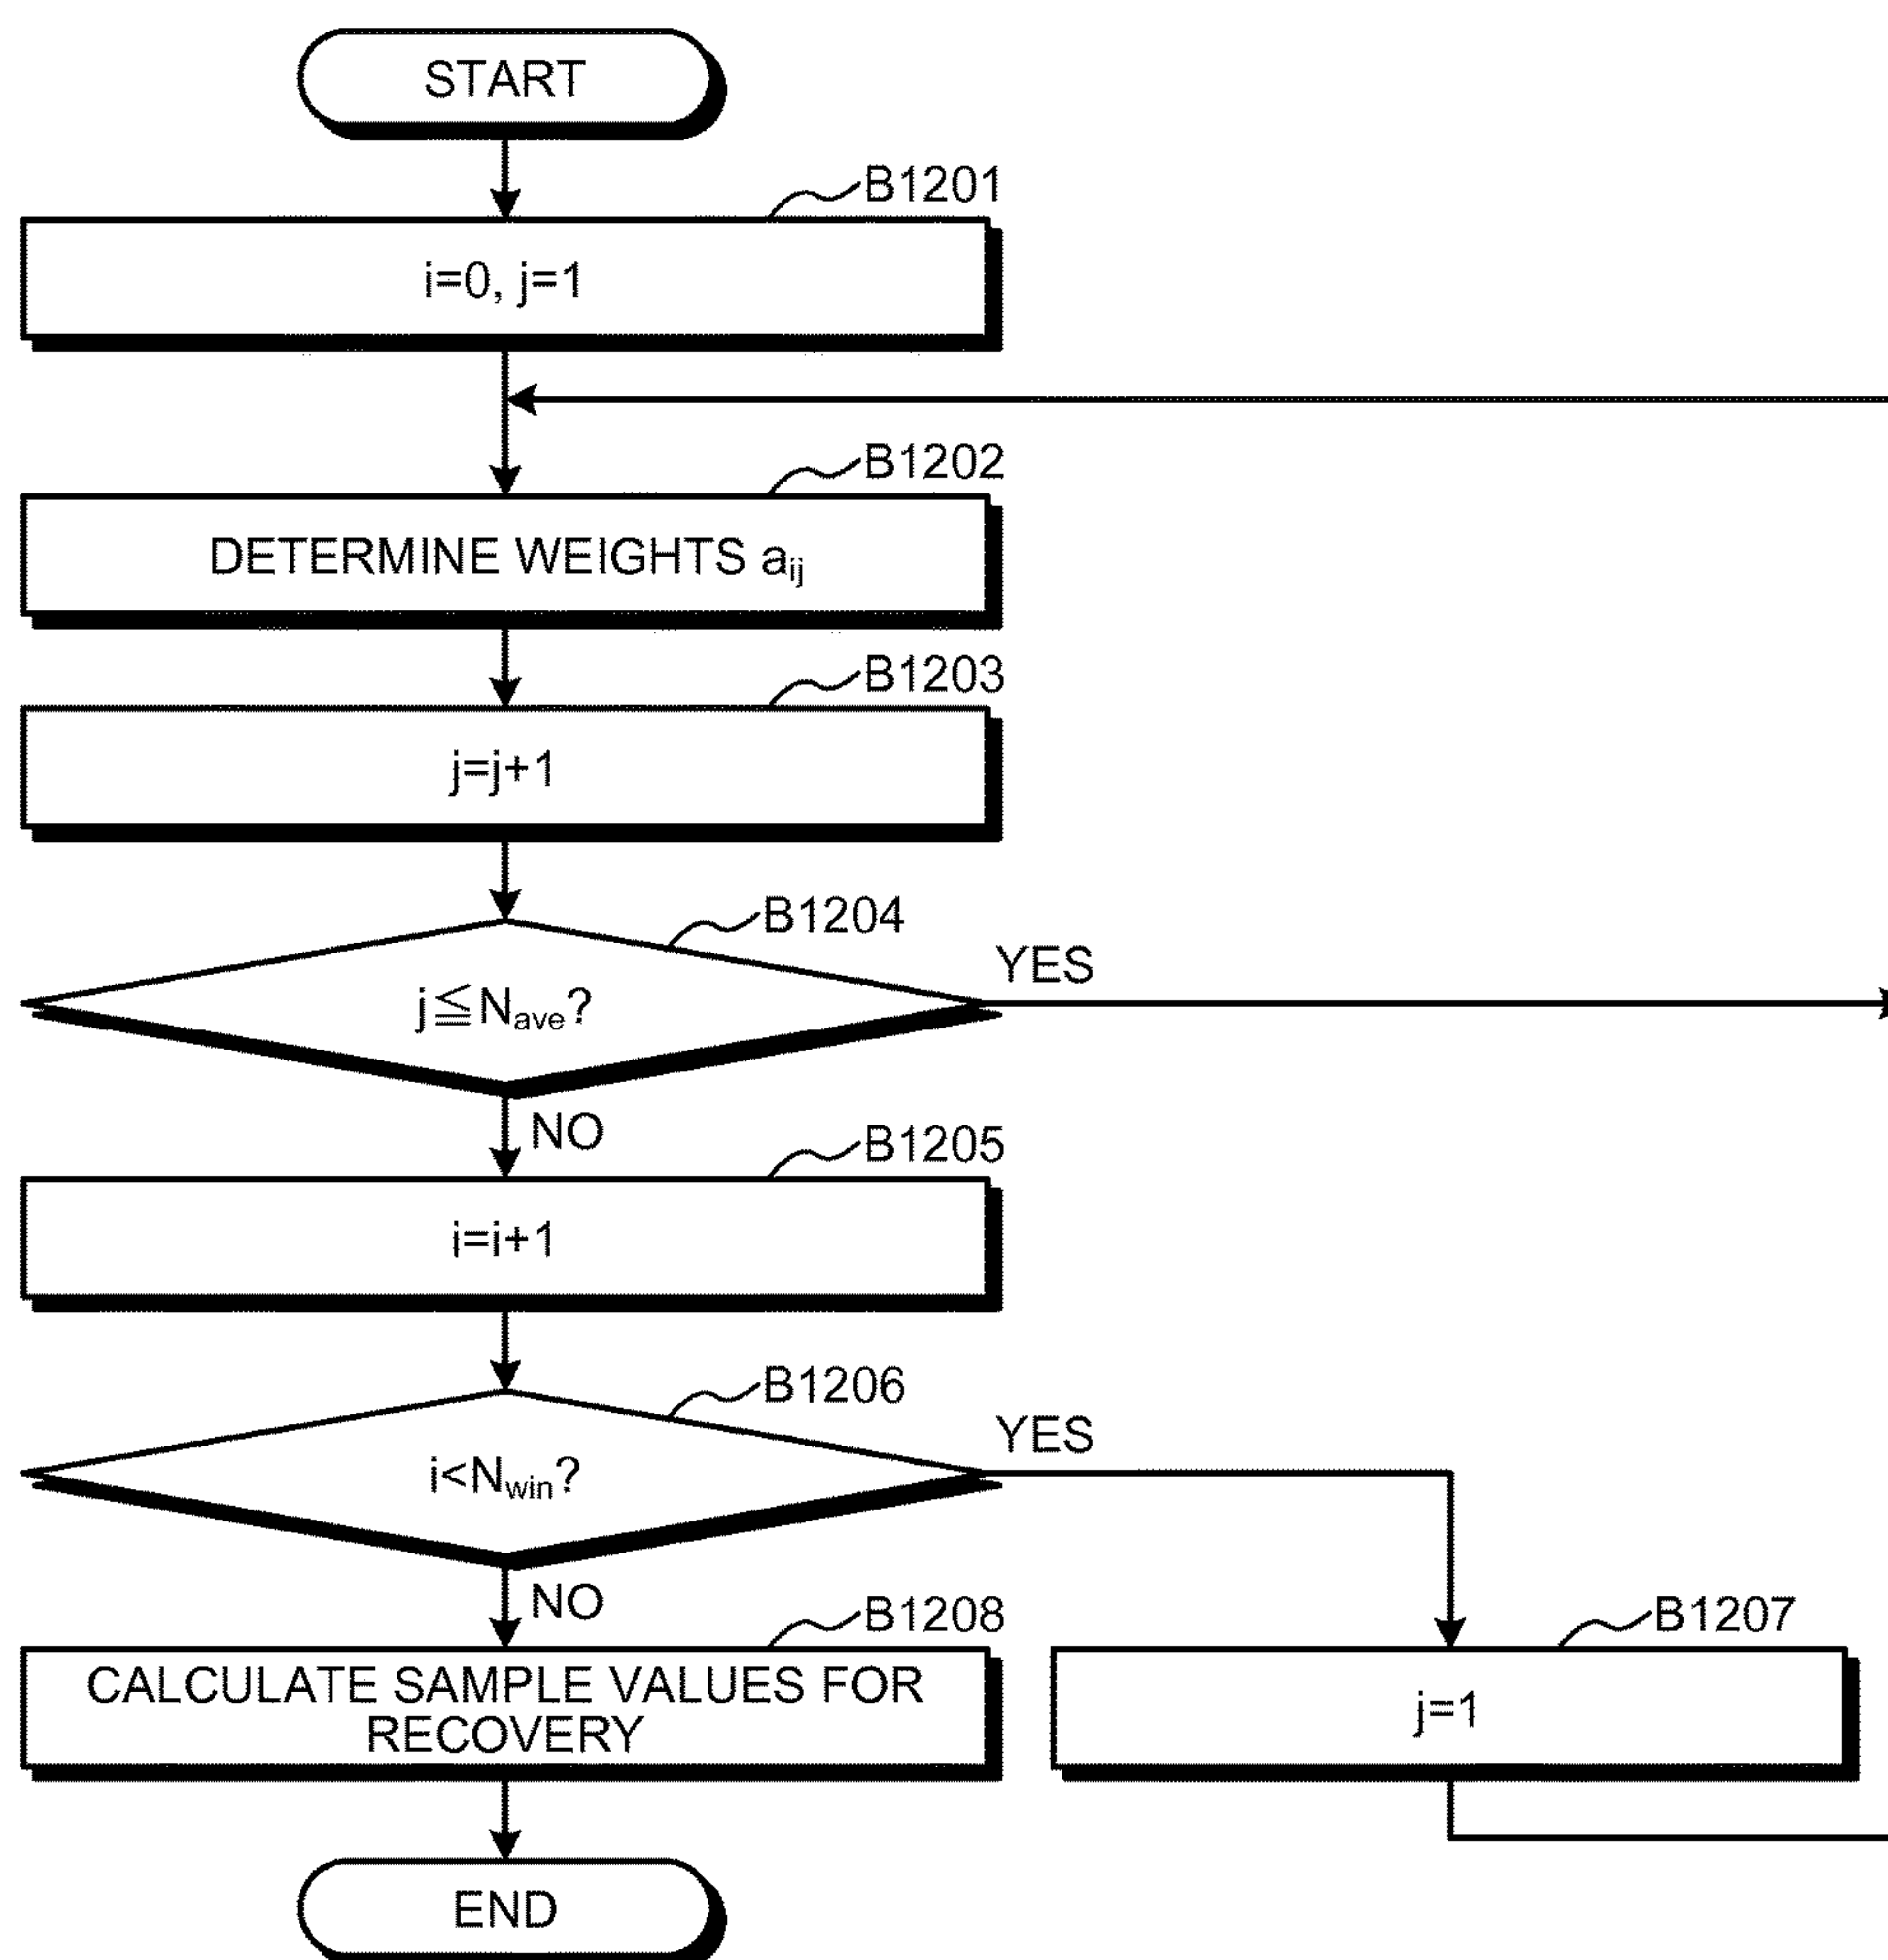 START
B1201
i=0, j=1
B1202
DETERMINE WEIGHTS aij
B1203
j=j+1
B1204
YES
j≦Nave?
NO
B1205
i=i+1
B1206
YES
i<Nwin?
NO
B1208
CALCULATE SAMPLE VALUES FOR
RECOVERY
B1207
j=1
END